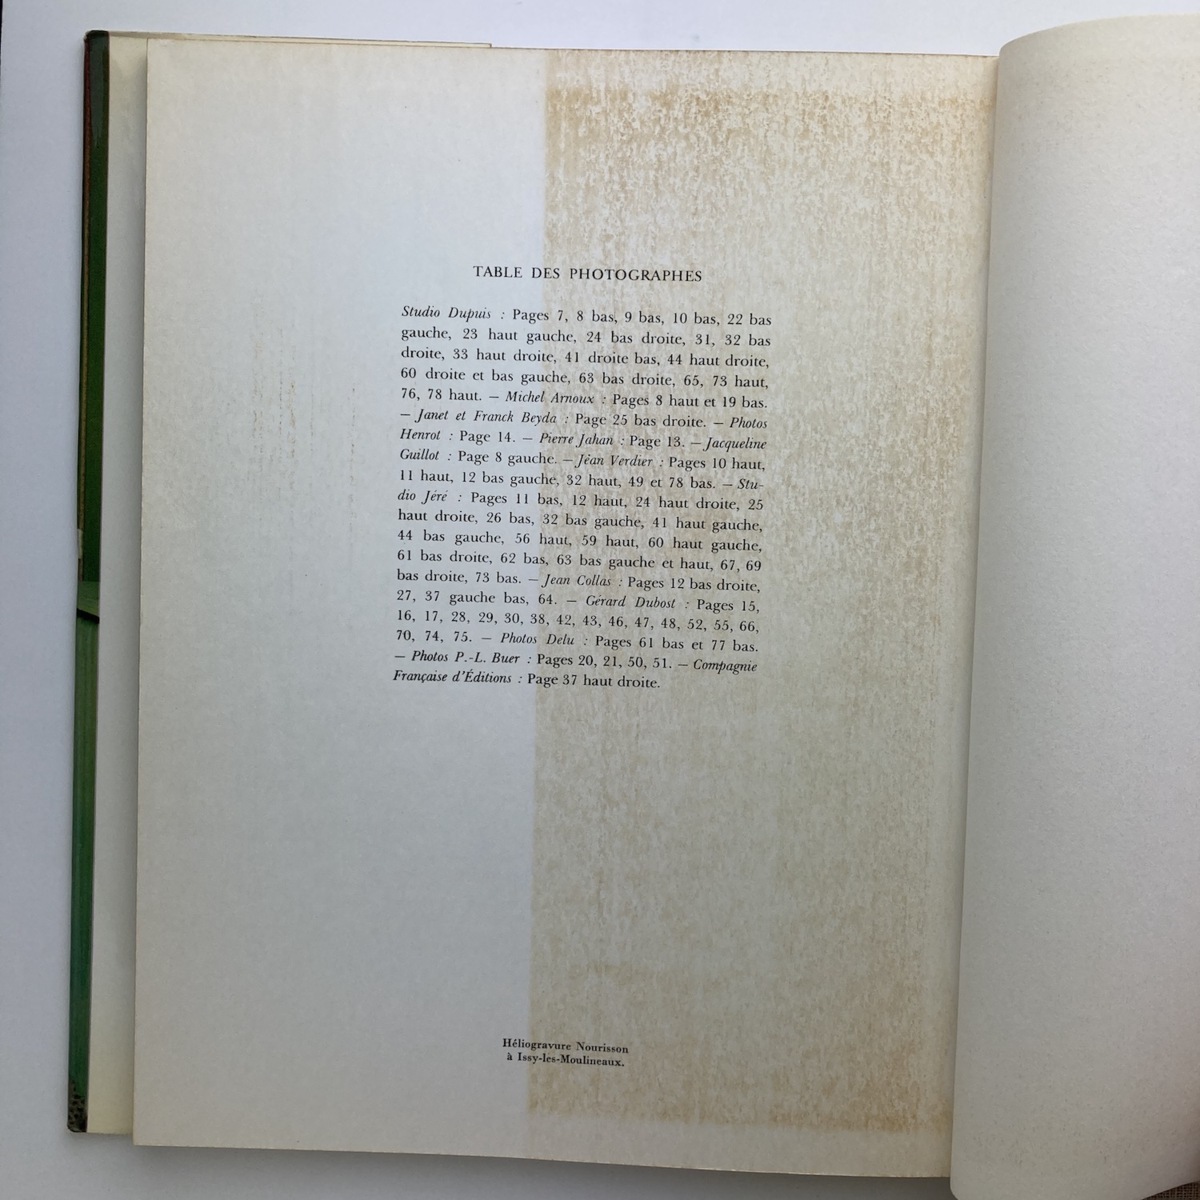 TABLE DES PHOTOGRAPHES
Studio Dupuis : Pages 7, 8 bas, 9 bas, 10 bas, 22 bas
gauche, 23 haut gauche, 24 bas droite, 31, 32 bas
droite, 33 haut droite, 41 droite bas, 44 haut droite,
60 droite et bas gauche, 63 bas droite, 65, 73 haut,
76, 78 haut. — Michel Arnoux : Pages 8 haut et 19 bas.
— Janet et Franck Beyda : Page 25 bas droite. — Photos
Henrot : Page 14. — Pierre Jahan : Page 13. — Jacqueline
Guillot : Page 8 gauche. — Jean Verdier : Pages 10 haut,
11 haut, 12 bas gauche, 32 haut, 49 et 78 bas. — Stu-
dio Jéré : Pages 11 bas, 12 haut, 24 haut droite, 25
haut droite, 26 bas, 32 bas gauche, 41 haut gauche,
44 bas gauche, 56 haut, 59 haut, 60 haut gauche,
61 bas droite, 62 bas, 63 bas gauche et haut, 67, 69
bas droite, 73 bas. — Jean Collas : Pages 12 bas droite,
27, 37 gauche bas, 64. — Gérard Dubost : Pages 15,
16, 17, 28, 29, 30, 38, 42, 43, 46, 47, 48, 52, 55, 66,
70, 74, 75. — Photos Delu : Pages 61 bas et 77 bas.
— Photos P.-L. Buer : Pages 20, 21, 50, 51. — Compagnie
Française d'Éditions : Page 37 haut droite.
Héliogravure Nourisson
à Issy-les-Moulineaux.